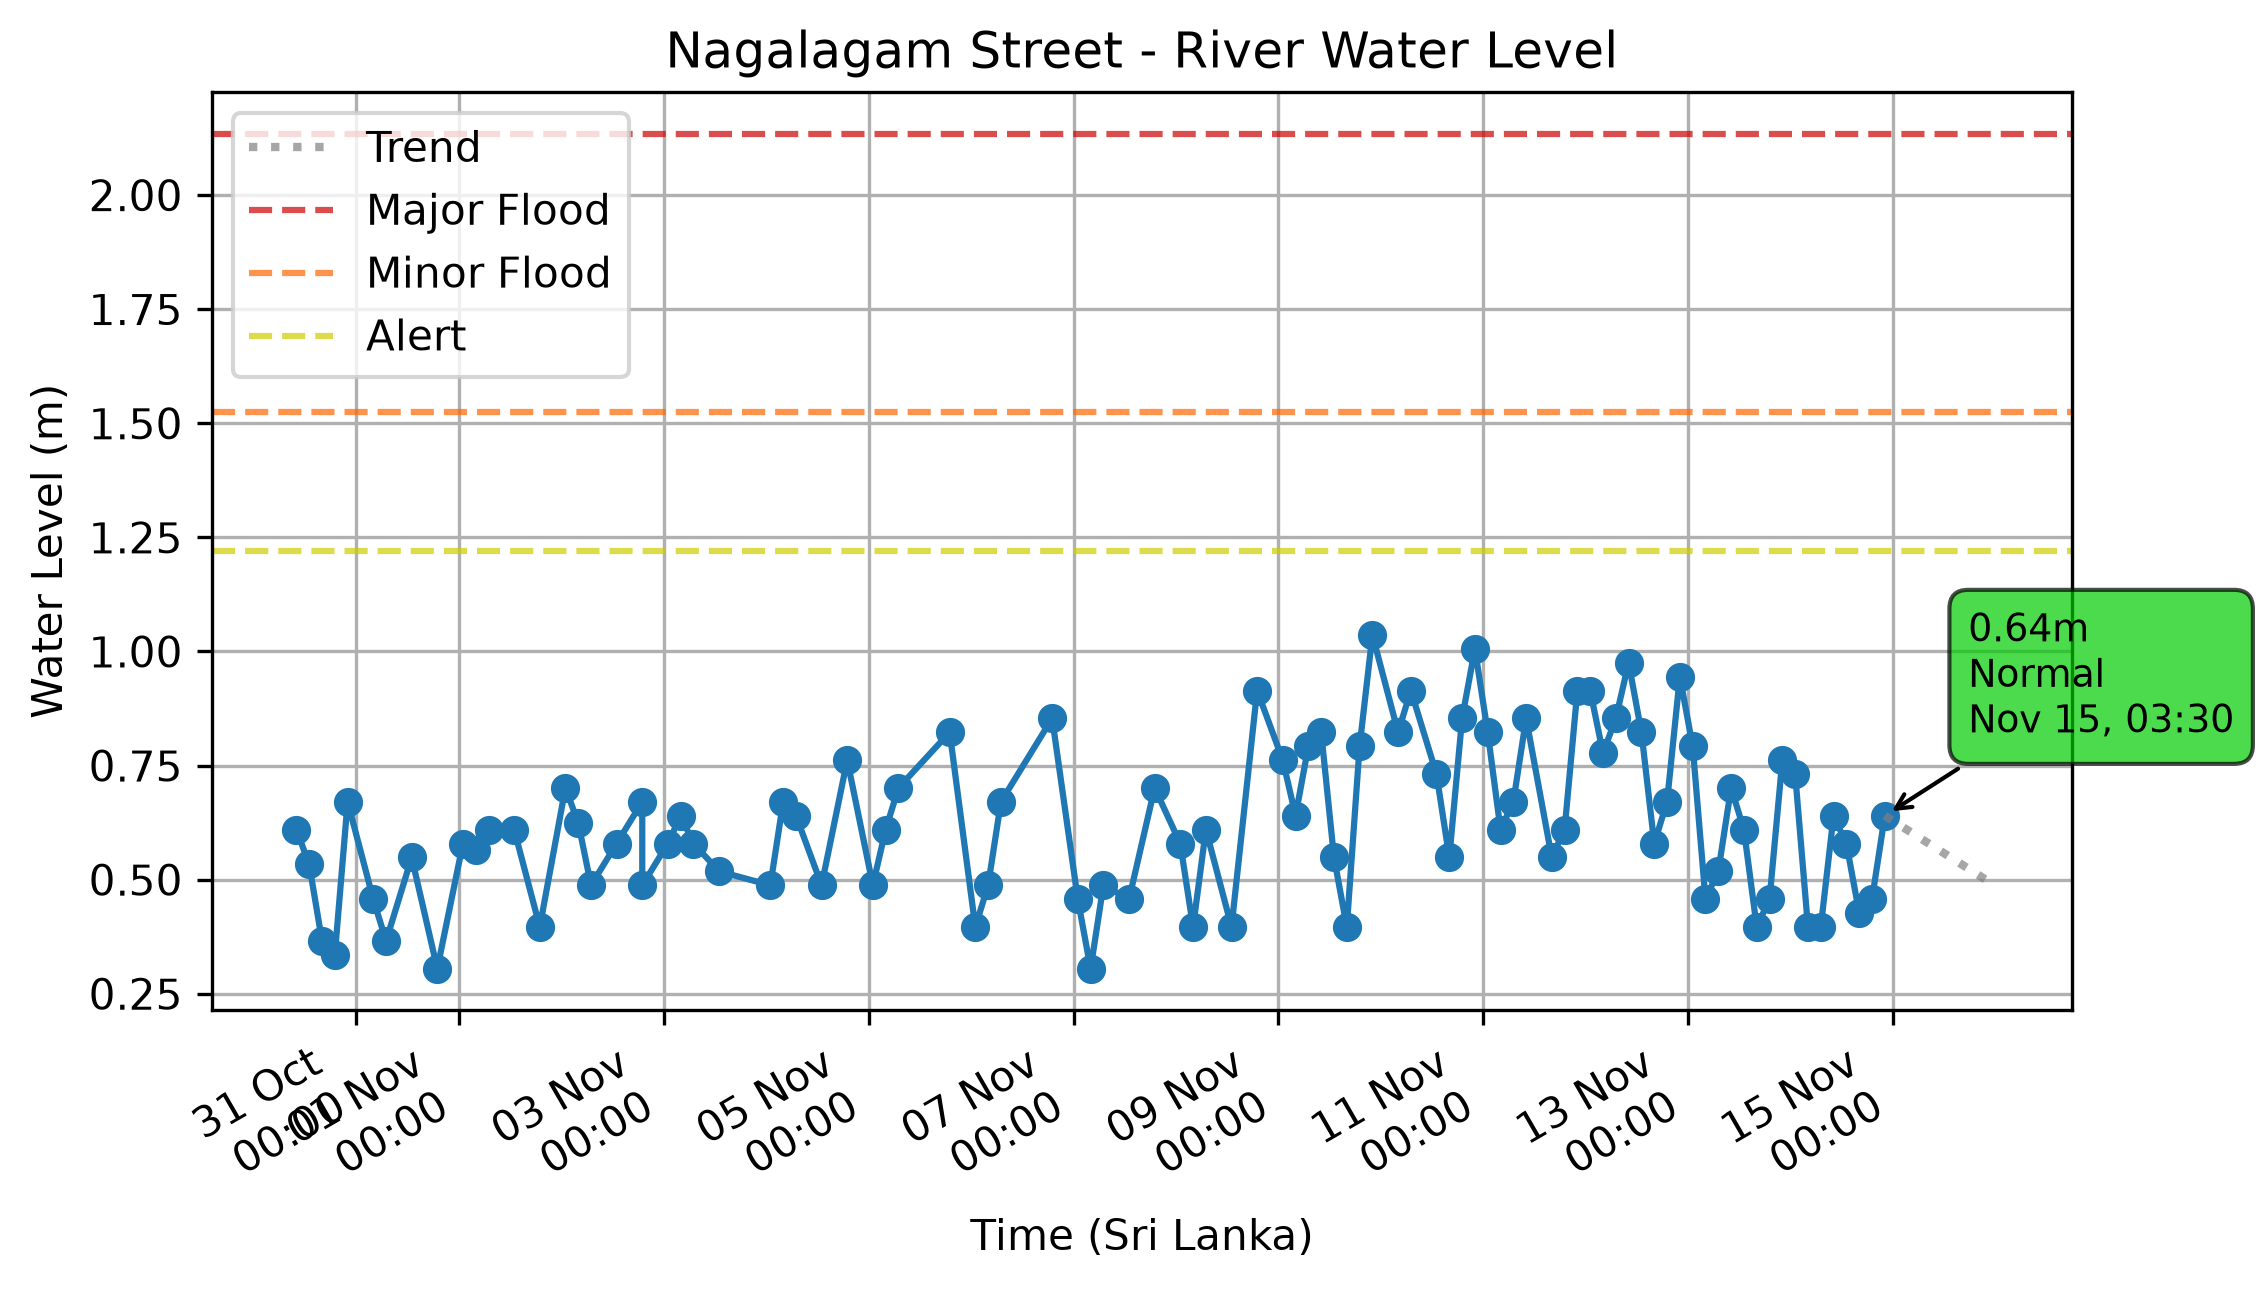 Nagalagam Street - River Water Level
Trend
Major Flood
Minor Flood
Alert
2.00
1.75
1.50
1.25
1.00
0.75
0.50
0.25
Water Level (m)
0.64m
Normal
Nov 15, 03:30
31 Oct
00:00
01 Nov
00:00
03 Nov
00:00
05 Nov
00:00
07 Nov
00:00
09 Nov
00:00
11 Nov
00:00
13 Nov
00:00
15 Nov
00:00
Time (Sri Lanka)